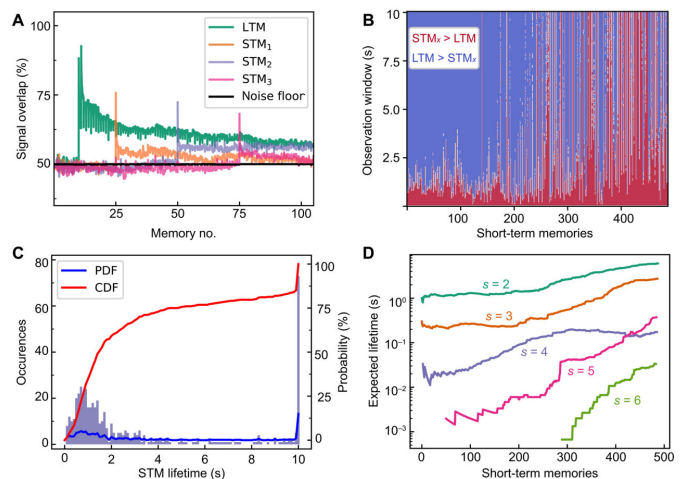 A
Signal overlap (%)
100
75
50
25
50
75
100
Memory no.
LTM
STM₁
STM₂
STM₃
Noise floor
B
Observation window (s)
10
7.5
5
2.5
100
200
300
400
Short-term memories
STMₓ > LTM
LTM > STMₓ
C
Occurences
80
60
40
20
0
0
2
4
6
8
10
STM lifetime (s)
100
75
50
25
0
Probability (%)
PDF
CDF
D
Expected lifetime (s)
10⁰
10⁻¹
10⁻²
10⁻³
0
100
200
300
400
500
Short-term memories
s = 2
s = 3
s = 4
s = 5
s = 6